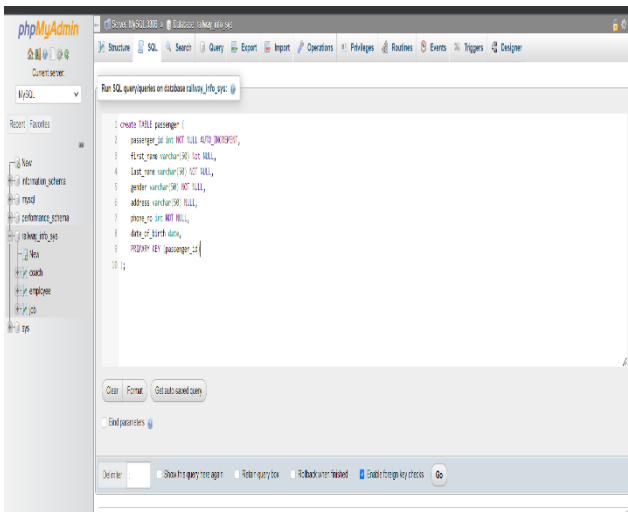 phpMyAdmin
Current server:
MySQL
Recent Favorites
New
information_schema
mysql
performance_schema
railway_info_sys
New
coach
employee
job
sys
Server: MySQL:3308 » Database: railway_info_sys
Structure SQL Search Query Export Import Operations Privileges Routines Events Triggers Designer
Run SQL query/queries on database railway_info_sys:
1 create TABLE passenger (
2 passenger_id int NOT NULL AUTO_INCREMENT,
3 first_name varchar(50) Not NULL,
4 last_name varchar(50) NOT NULL,
5 gender varchar(50) NOT NULL,
6 address varchar(50) NULL,
7 phone_no int NOT NULL,
8 date_of_birth date,
9 PRIMARY KEY (passenger_id)
10 );
Clear Format Get auto-saved query
Bind parameters
Delimiter ; Show this query here again Retain query box Rollback when finished Enable foreign key checks Go